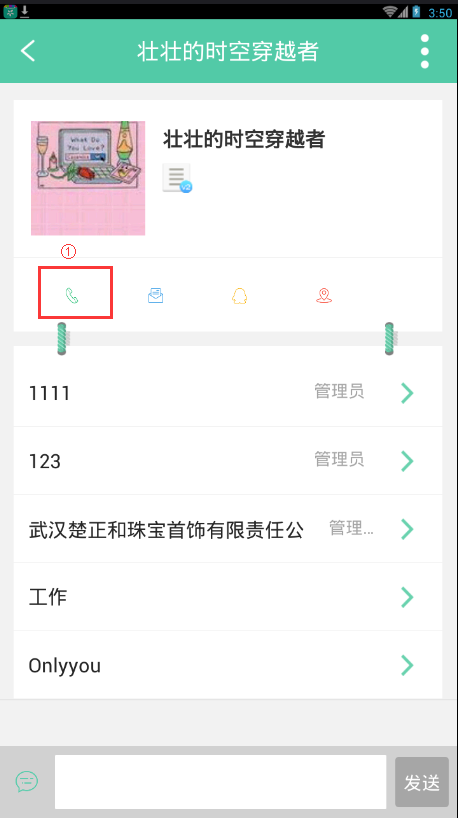 3:50
壮壮的时空穿越者
壮壮的时空穿越者
What Do
You Love?
V2
①
1111 管理员
123 管理员
武汉楚正和珠宝首饰有限责任公 管理...
工作
Onlyyou
发送